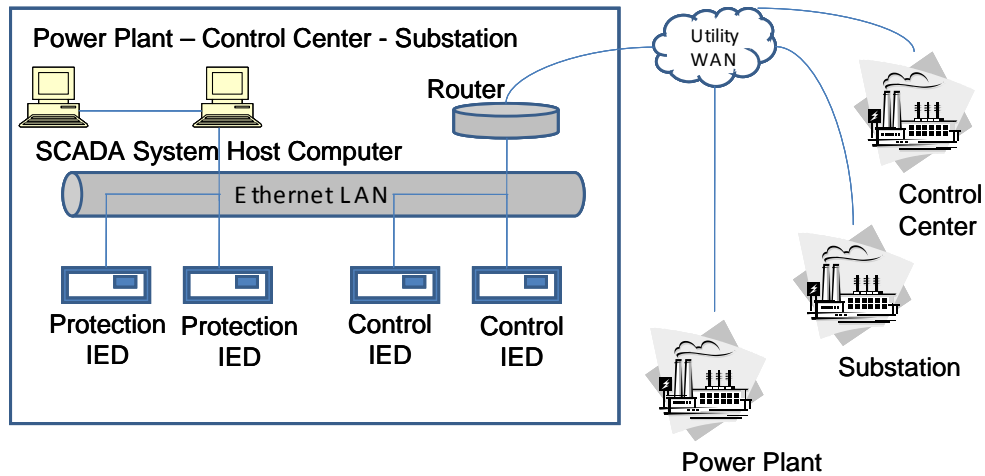 Power Plant – Control Center - Substation
Utility
WAN
Router
SCADA System Host Computer
Ethernet LAN
Control
Center
Protection
IED
Protection
IED
Control
IED
Control
IED
Substation
Power Plant